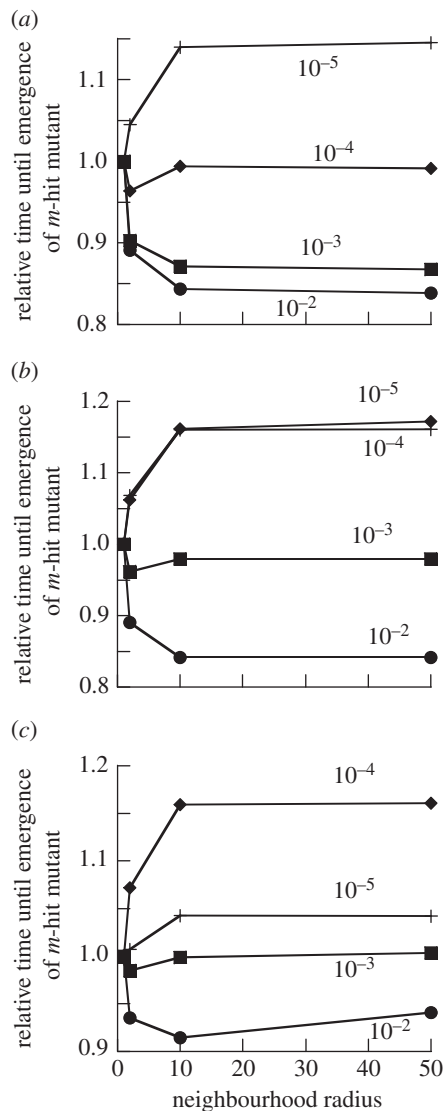 (a)
relative time until emergence
of m-hit mutant
1.1
1.0
0.9
0.8
10⁻⁵
10⁻⁴
10⁻³
10⁻²
(b)
relative time until emergence
of m-hit mutant
1.2
1.1
1.0
0.9
0.8
10⁻⁵
10⁻⁴
10⁻³
10⁻²
(c)
relative time until emergence
of m-hit mutant
1.2
1.1
1.0
0.9
10⁻⁴
10⁻⁵
10⁻³
10⁻²
0 10 20 30 40 50
neighbourhood radius